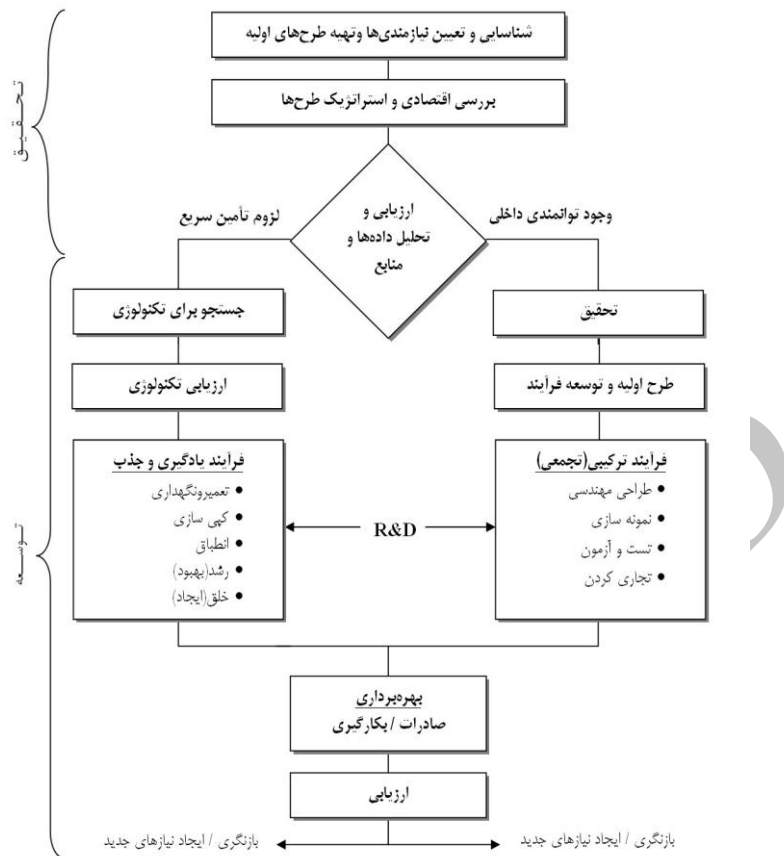 شناسایی و تعیین نیازمندی‌ها وتهیه طرح‌های اولیه
بررسی اقتصادی و استراتژیک طرح‌ها
تـحـقـیـق
ارزیابی و
تحلیل داده‌ها و
منابع
وجود توانمندی داخلی
لزوم تأمین سریع
تحقیق
جستجو برای تکنولوژی
طرح اولیه و توسعه فرآیند
ارزیابی تکنولوژی
فرآیند ترکیبی(تجمعی)
• طراحی مهندسی
• نمونه سازی
• تست و آزمون
• تجاری کردن
R&D
فرآیند یادگیری و جذب
• تعمیرونگهداری
• کپی سازی
• انطباق
• رشد(بهبود)
• خلق(ایجاد)
تـوسـعـه
بهره‌برداری
صادرات / بکارگیری
ارزیابی
بازنگری / ایجاد نیازهای جدید
بازنگری / ایجاد نیازهای جدید